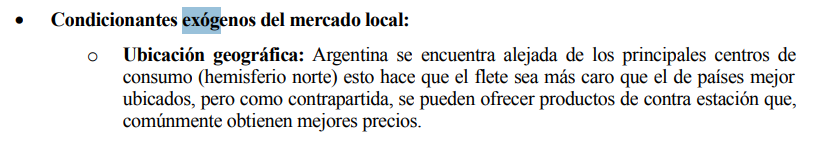 • Condicionantes exógenos del mercado local:
o Ubicación geográfica: Argentina se encuentra alejada de los principales centros de
consumo (hemisferio norte) esto hace que el flete sea más caro que el de países mejor
ubicados, pero como contrapartida, se pueden ofrecer productos de contra estación que,
comúnmente obtienen mejores precios.